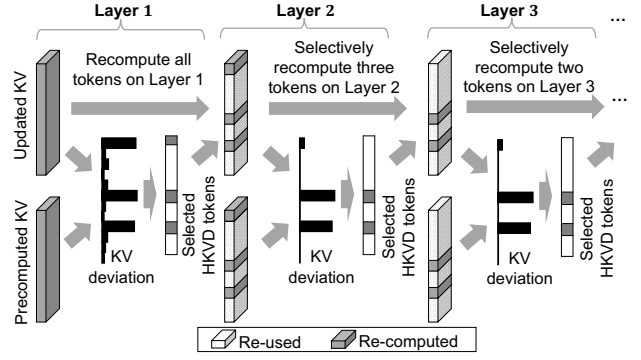 Layer 1
Layer 2
Layer 3
...
Recompute all
tokens on Layer 1
Selectively
recompute three
tokens on Layer 2
Selectively
recompute two
tokens on Layer 3
...
Updated KV
Precomputed KV
KV
deviation
Selected
HKVD tokens
KV
deviation
Selected
HKVD tokens
KV
deviation
Selected
HKVD tokens
Re-used
Re-computed